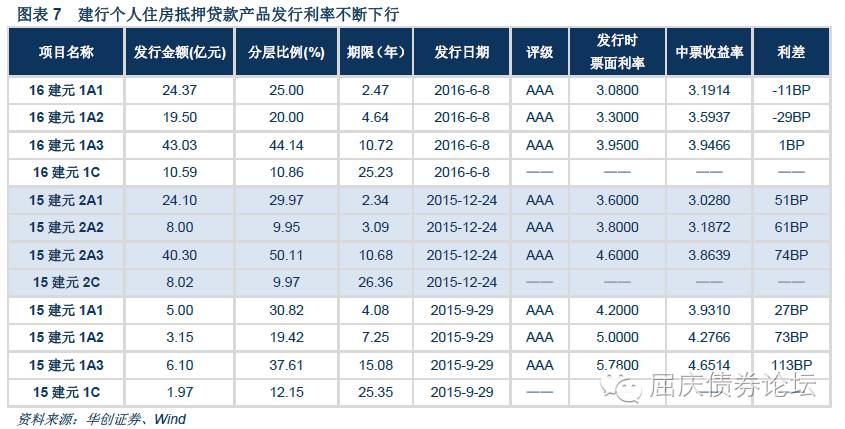 图表 7 建行个人住房抵押贷款产品发行利率不断下行
项目名称 发行金额(亿元) 分层比例(%) 期限（年） 发行日期 评级 发行时票面利率 中票收益率 利差
16 建元 1A1 24.37 25.00 2.47 2016-6-8 AAA 3.0800 3.1914 -11BP
16 建元 1A2 19.50 20.00 4.64 2016-6-8 AAA 3.3000 3.5937 -29BP
16 建元 1A3 43.03 44.14 10.72 2016-6-8 AAA 3.9500 3.9466 1BP
16 建元 1C 10.59 10.86 25.23 2016-6-8 —— —— —— ——
15 建元 2A1 24.10 29.97 2.34 2015-12-24 AAA 3.6000 3.0280 51BP
15 建元 2A2 8.00 9.95 3.09 2015-12-24 AAA 3.8000 3.1872 61BP
15 建元 2A3 40.30 50.11 10.68 2015-12-24 AAA 4.6000 3.8639 74BP
15 建元 2C 8.02 9.97 26.36 2015-12-24 —— —— —— ——
15 建元 1A1 5.00 30.82 4.08 2015-9-29 AAA 4.2000 3.9310 27BP
15 建元 1A2 3.15 19.42 7.25 2015-9-29 AAA 5.0000 4.2766 73BP
15 建元 1A3 6.10 37.61 15.08 2015-9-29 AAA 5.7800 4.6514 113BP
15 建元 1C 1.97 12.15 25.35 2015-9-29 —— —— —— ——
屈庆债券论坛
资料来源：华创证券、Wind